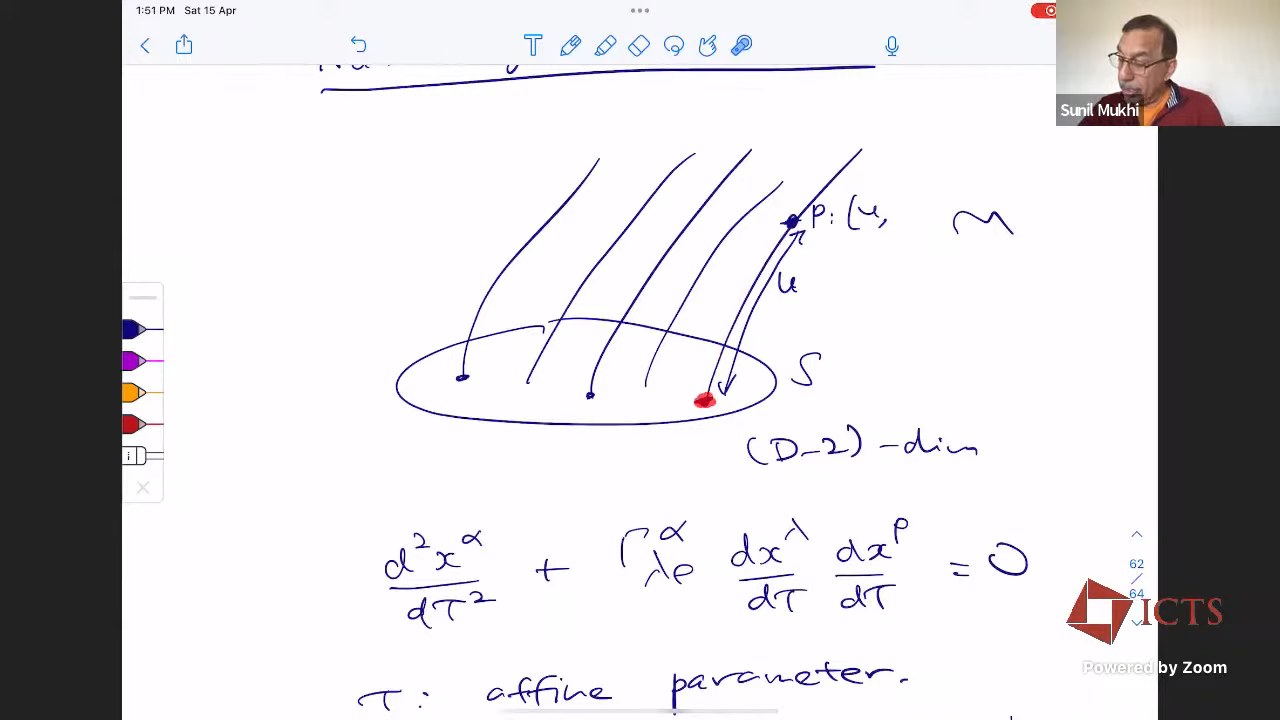 1:51 PM Sat 15 Apr
Sunil Mukhi
p: (u,
M
u
S
(D-2)-dim
d²x^α/dτ² + Γ^α_λρ dx^λ/dτ dx^ρ/dτ = 0
62
/
64
ICTS
Powered by Zoom
τ: affine parameter.